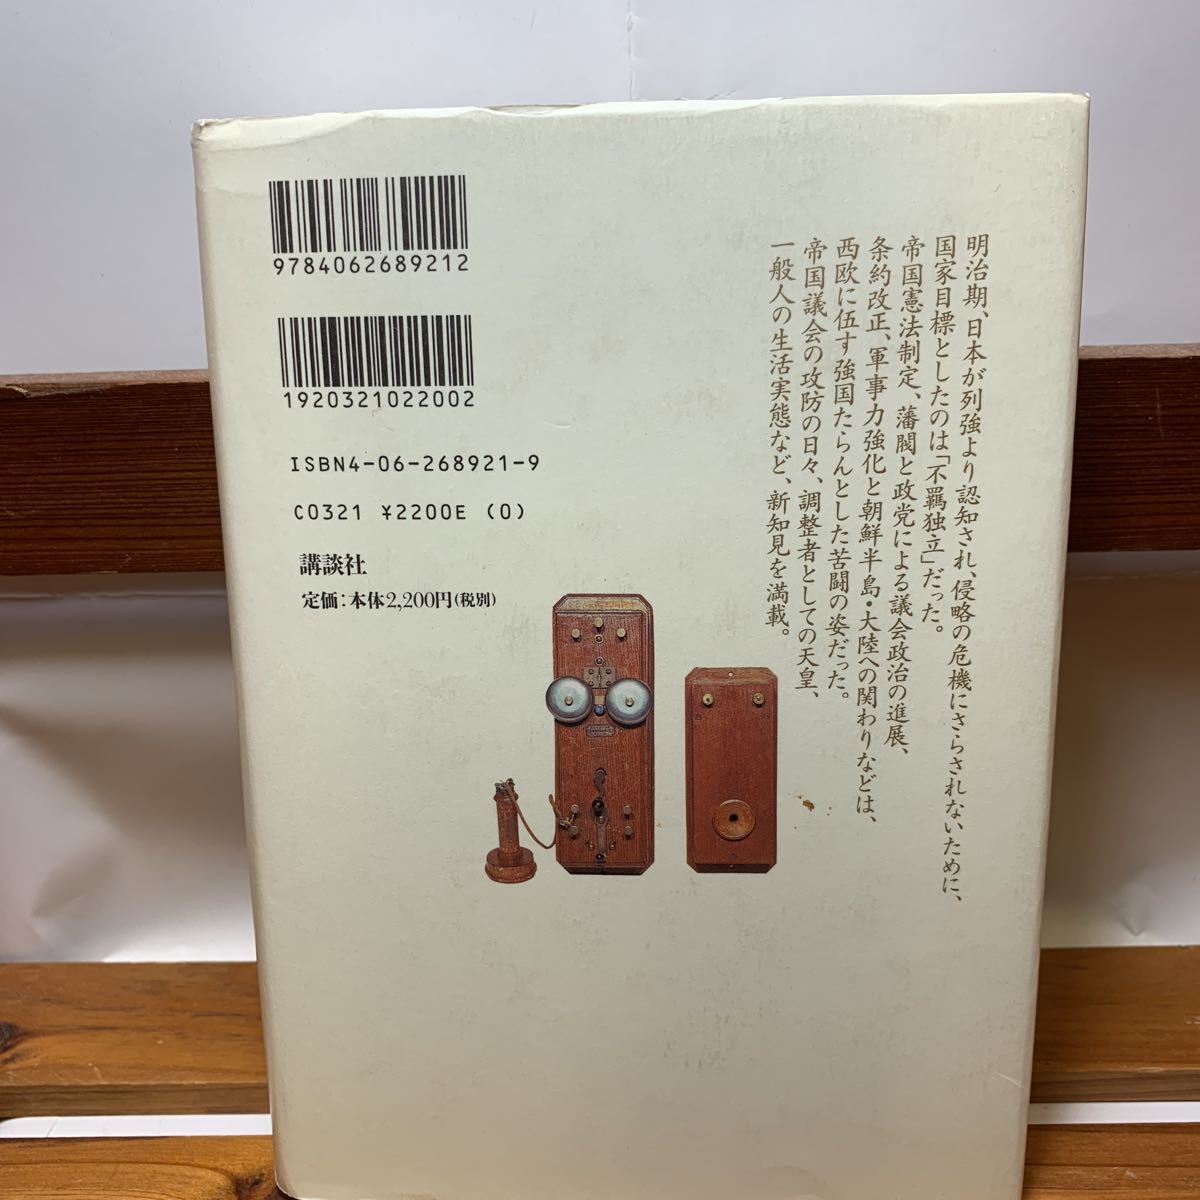 9784062689212
1920321022002
ISBN4-06-268921-9
C0321 ¥2200E (0)
講談社
定価:本体2,200円(税別)
明治期、日本が列強より認知され、侵略の危機にさらされないために、
国家目標としたのは「不羈独立」だった。
帝国憲法制定、藩閥と政党による議会政治の進展、
条約改正、軍事力強化と朝鮮半島・大陸への関わりなどは、
西欧に伍す強国たらんとした苦闘の姿だった。
帝国議会の攻防の日々、調整者としての天皇、
一般人の生活実態など、新知見を満載。